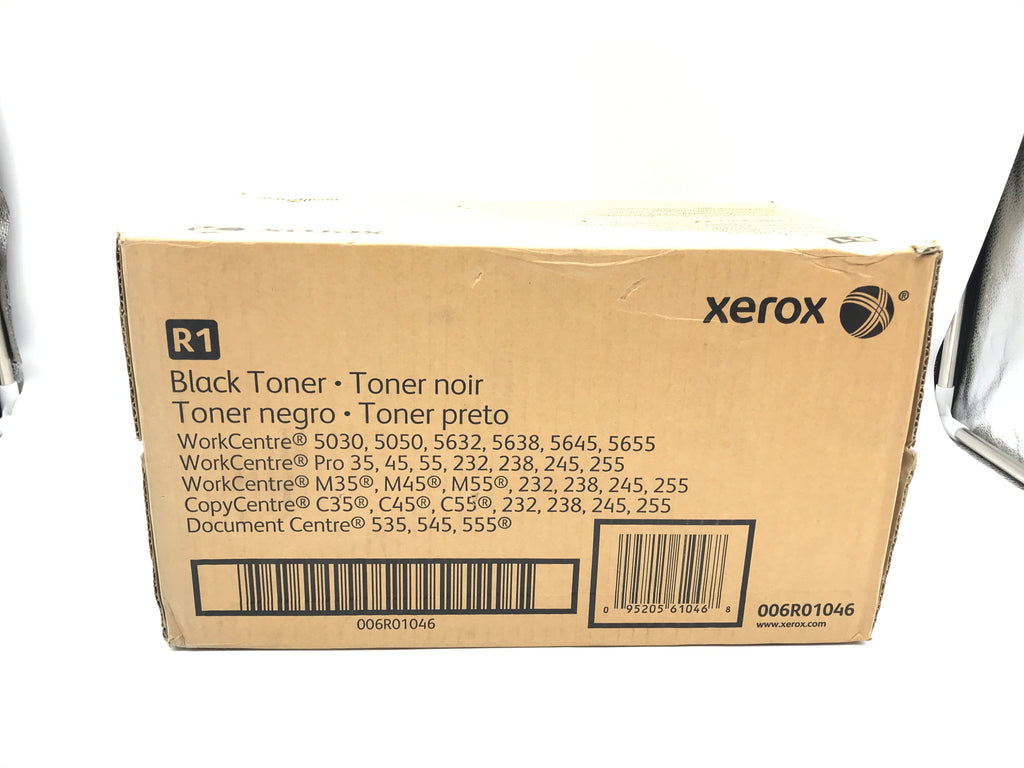 xerox
xerox ®
R1
Black Toner • Toner noir
Toner negro • Toner preto
WorkCentre® 5030, 5050, 5632, 5638, 5645, 5655
WorkCentre® Pro 35, 45, 55, 232, 238, 245, 255
WorkCentre® M35®, M45®, M55®, 232, 238, 245, 255
CopyCentre® C35®, C45®, C55®, 232, 238, 245, 255
Document Centre® 535, 545, 555®
006R01046
0 95205 61046 8
006R01046
www.xerox.com